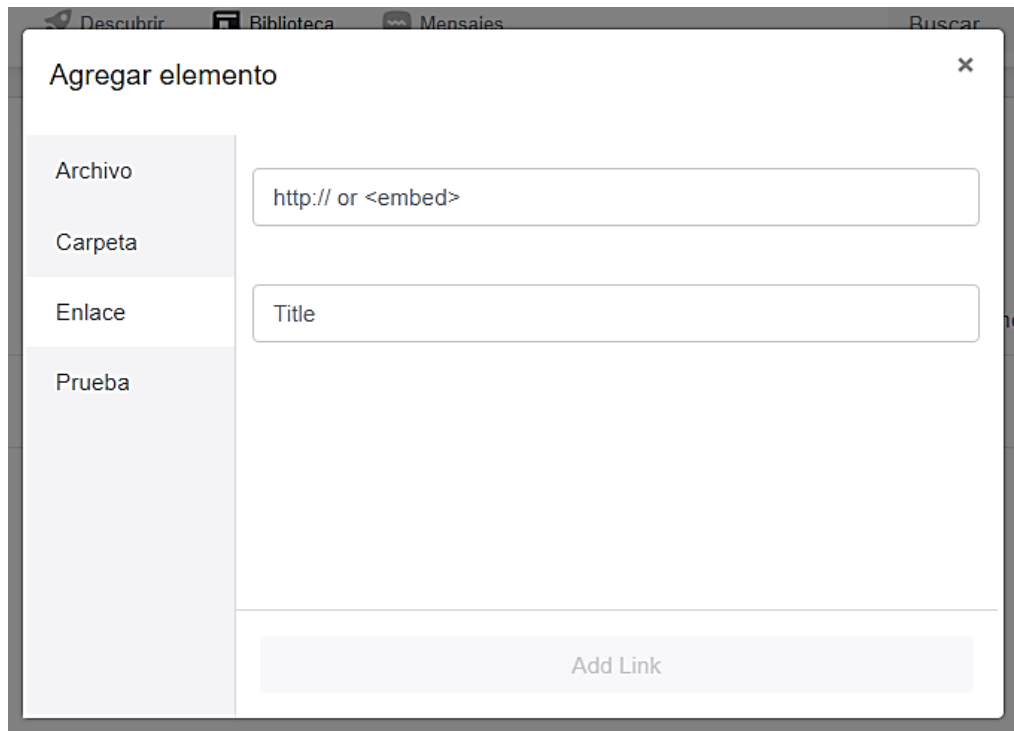 Descubrir Biblioteca Mensajes Buscar
Agregar elemento ×
Archivo
http:// or <embed>
Carpeta
Enlace
Title
Prueba
Add Link